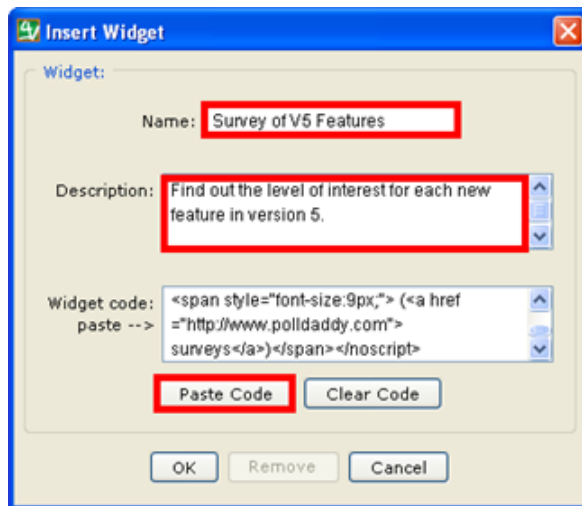 Insert Widget
Widget:
Name: Survey of V5 Features
Description: Find out the level of interest for each new
feature in version 5.
Widget code:
paste -->
<span style="font-size:9px;"> (<a href
="http://www.polldaddy.com">
surveys</a>)</span></noscript>
Paste Code Clear Code
OK Remove Cancel